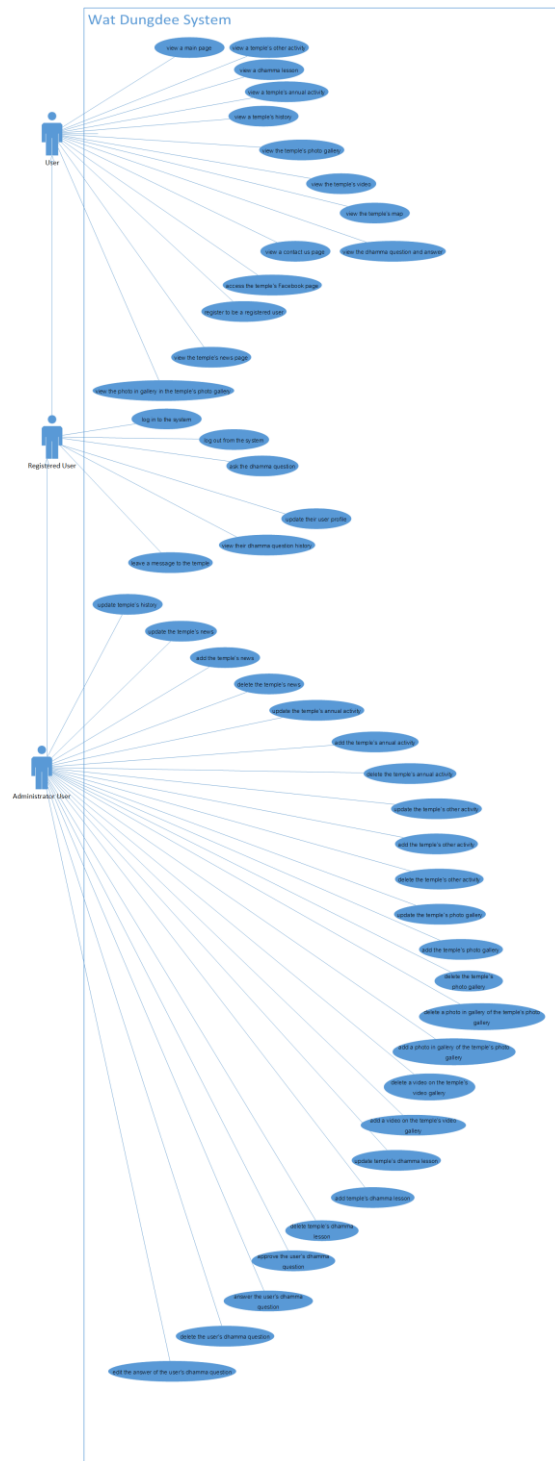 Wat Dungdee System
view a main page
view a temple's other activity
view a dhamma lesson
view a temple's annual activity
view a temple's history
User
view the temple's photo gallery
view the temple's video
view the temple's map
view a contact us page
view the dhamma question and answer
access the temple's Facebook page
register to be a registered user
view the temple's news page
view the photo in gallery in the temple's photo gallery
log in to the system
log out from the system
Registered User
ask the dhamma question
update their user profile
view their dhamma question history
leave a message to the temple
update temple's history
update the temple's news
add the temple's news
delete the temple's news
update the temple's annual activity
add the temple's annual activity
delete the temple's annual activity
Administrator User
update the temple's other activity
add the temple's other activity
delete the temple's other activity
update the temple's photo gallery
add the temple's photo gallery
delete the temple's
photo gallery
delete a photo in gallery of the temple's photo
gallery
add a photo in gallery of the temple's photo
gallery
delete a video on the temple's
video gallery
add a video on the temple's video
gallery
update temple's dhamma lesson
add temple's dhamma lesson
delete temple's dhamma
lesson
approve the user's dhamma
question
answer the user's dhamma
question
delete the user's dhamma question
edit the answer of the user's dhamma question